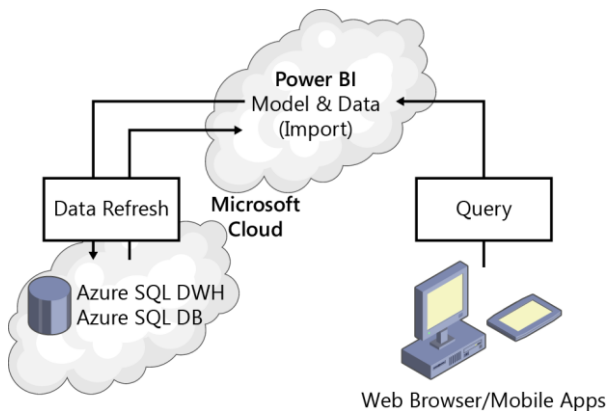 Power BI
Model & Data
(Import)
Data Refresh
Microsoft
Cloud
Query
Azure SQL DWH
Azure SQL DB
Web Browser/Mobile Apps